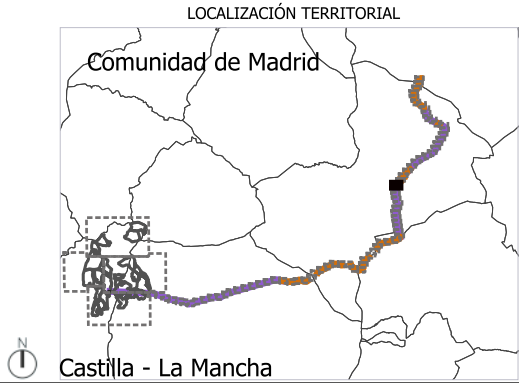 LOCALIZACIÓN TERRITORIAL
Comunidad de Madrid
N
Castilla - La Mancha